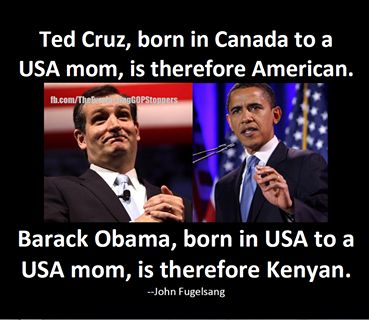 Ted Cruz, born in Canada to a
USA mom, is therefore American.
Barack Obama, born in USA to a
USA mom, is therefore Kenyan.
--John Fugelsang